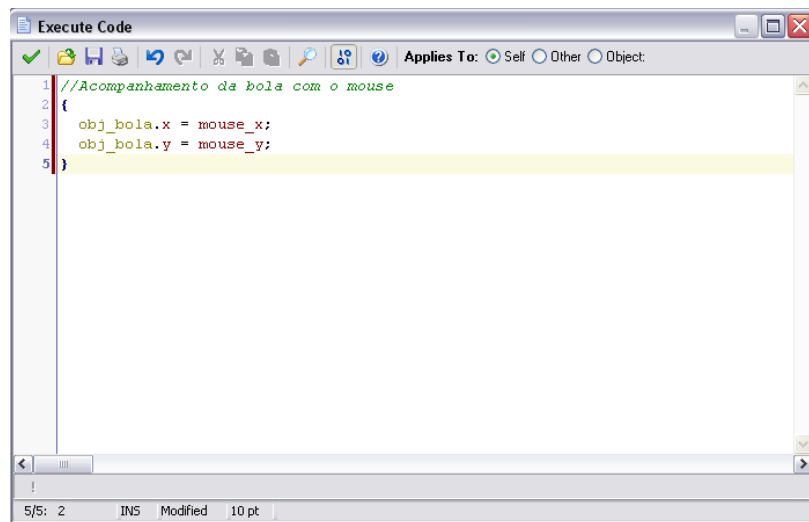 Execute Code
Applies To: Self Other Object:
1 //Acompanhamento da bola com o mouse
2 {
3 obj_bola.x = mouse_x;
4 obj_bola.y = mouse_y;
5 }
!
5/5: 2 INS Modified 10 pt